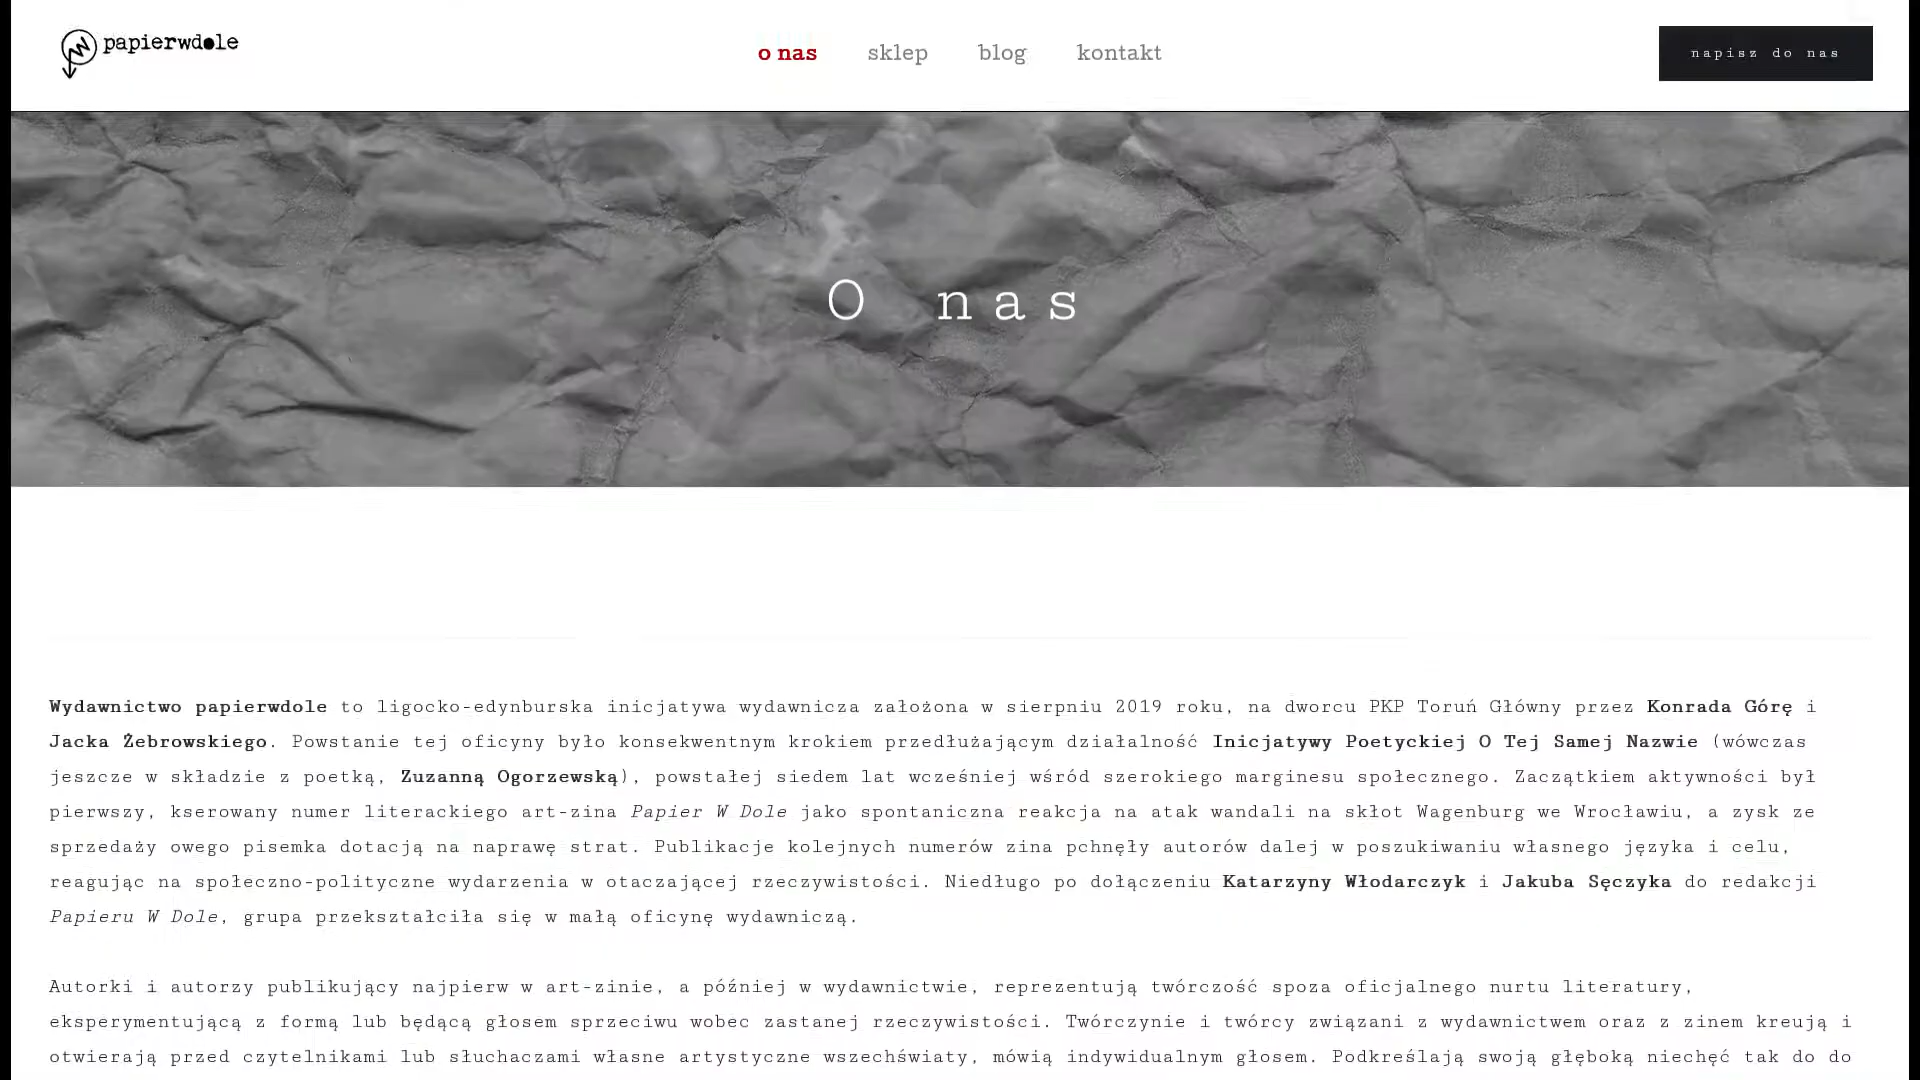 papierwdole
o nas sklep blog kontakt
napisz do nas
O nas
Wydawnictwo papierwdole to ligocko-edynburska inicjatywa wydawnicza założona w sierpniu 2019 roku, na dworcu PKP Toruń Główny przez Konrada Górę i
Jacka Żebrowskiego. Powstanie tej oficyny było konsekwentnym krokiem przedłużającym działalność Inicjatywy Poetyckiej O Tej Samej Nazwie (wówczas
jeszcze w składzie z poetką, Zuzanną Ogorzewską), powstałej siedem lat wcześniej wśród szerokiego marginesu społecznego. Zaczątkiem aktywności był
pierwszy, kserowany numer literackiego art-zina Papier W Dole jako spontaniczna reakcja na atak wandali na skłot Wagenburg we Wrocławiu, a zysk ze
sprzedaży owego pisemka dotacją na naprawę strat. Publikacje kolejnych numerów zina pchnęły autorów dalej w poszukiwaniu własnego języka i celu,
reagując na społeczno-polityczne wydarzenia w otaczającej rzeczywistości. Niedługo po dołączeniu Katarzyny Włodarczyk i Jakuba Sęczyka do redakcji
Papieru W Dole, grupa przekształciła się w małą oficynę wydawniczą.
Autorki i autorzy publikujący najpierw w art-zinie, a później w wydawnictwie, reprezentują twórczość spoza oficjalnego nurtu literatury,
eksperymentującą z formą lub będącą głosem sprzeciwu wobec zastanej rzeczywistości. Twórczynie i twórcy związani z wydawnictwem oraz z zinem kreują i
otwierają przed czytelnikami lub słuchaczami własne artystyczne wszechświaty, mówią indywidualnym głosem. Podkreślają swoją głęboką niechęć tak do do